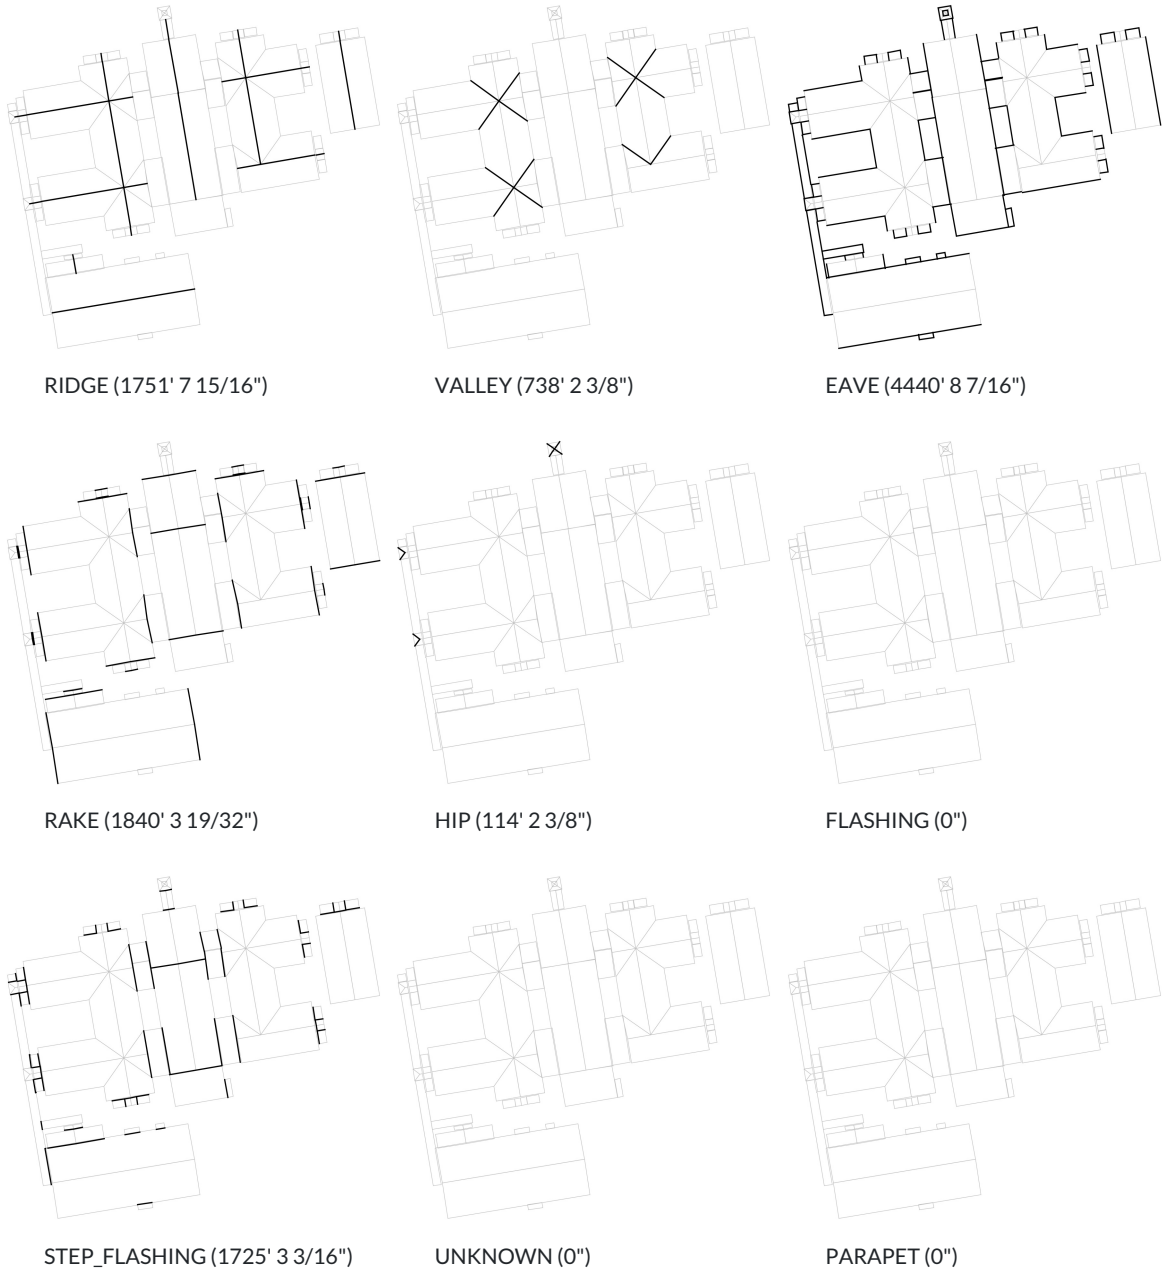 RIDGE (1751' 7 15/16")
VALLEY (738' 2 3/8")
EAVE (4440' 8 7/16")
RAKE (1840' 3 19/32")
HIP (114' 2 3/8")
FLASHING (0")
STEP_FLASHING (1725' 3 3/16")
UNKNOWN (0")
PARAPET (0")